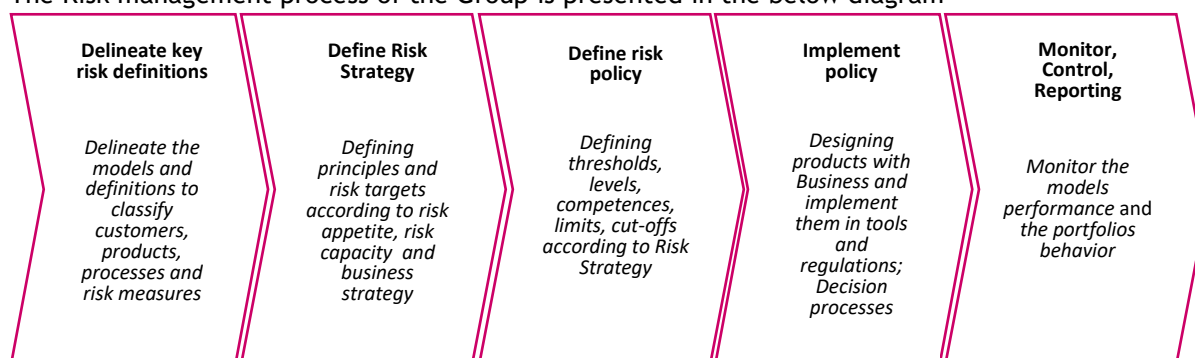 The Risk management process of the Group is presented in the below diagram
Delineate key
risk definitions
Delineate the
models and
definitions to
classify
customers,
products,
processes and
risk measures
Define Risk
Strategy
Defining
principles and
risk targets
according to risk
appetite, risk
capacity and
business
strategy
Define risk
policy
Defining
thresholds,
levels,
competences,
limits, cut-offs
according to Risk
Strategy
Implement
policy
Designing
products with
Business and
implement
them in tools
and
regulations;
Decision
processes
Monitor,
Control,
Reporting
Monitor the
models
performance and
the portfolios
behavior